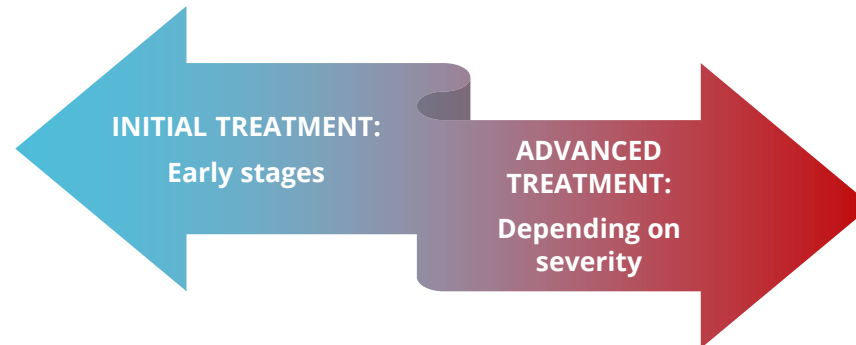 INITIAL TREATMENT:
Early stages
ADVANCED
TREATMENT:
Depending on
severity